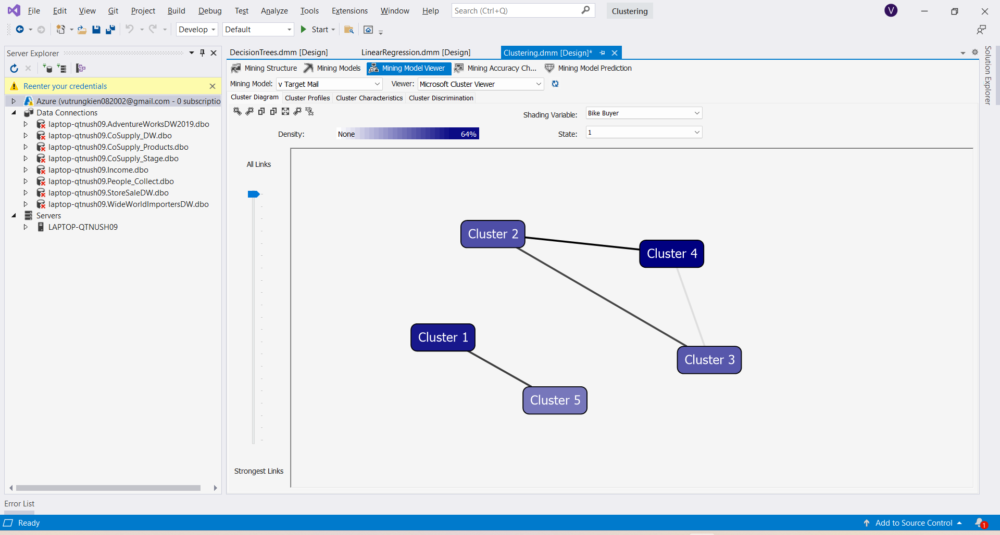 File Edit View Git Project Build Debug Test Analyze Tools Extensions Window Help Search (Ctrl+Q) Clustering V
Develop Default Start
Server Explorer
Reenter your credentials
Azure (vutrungkien082002@gmail.com - 0 subscriptio
Data Connections
laptop-qtnush09.AdventureWorksDW2019.dbo
laptop-qtnush09.CoSupply_DW.dbo
laptop-qtnush09.CoSupply_Products.dbo
laptop-qtnush09.CoSupply_Stage.dbo
laptop-qtnush09.Income.dbo
laptop-qtnush09.People_Collect.dbo
laptop-qtnush09.StoreSaleDW.dbo
laptop-qtnush09.WideWorldImportersDW.dbo
Servers
LAPTOP-QTNUSH09
DecisionTrees.dmm [Design] LinearRegression.dmm [Design] Clustering.dmm [Design]*
Mining Structure Mining Models Mining Model Viewer Mining Accuracy Ch... Mining Model Prediction
Mining Model: v Target Mail Viewer: Microsoft Cluster Viewer
Cluster Diagram Cluster Profiles Cluster Characteristics Cluster Discrimination
Shading Variable: Bike Buyer
Density: None 64% State: 1
All Links
Cluster 2
Cluster 4
Cluster 1
Cluster 3
Cluster 5
Strongest Links
Solution Explorer
Error List
Ready Add to Source Control 1